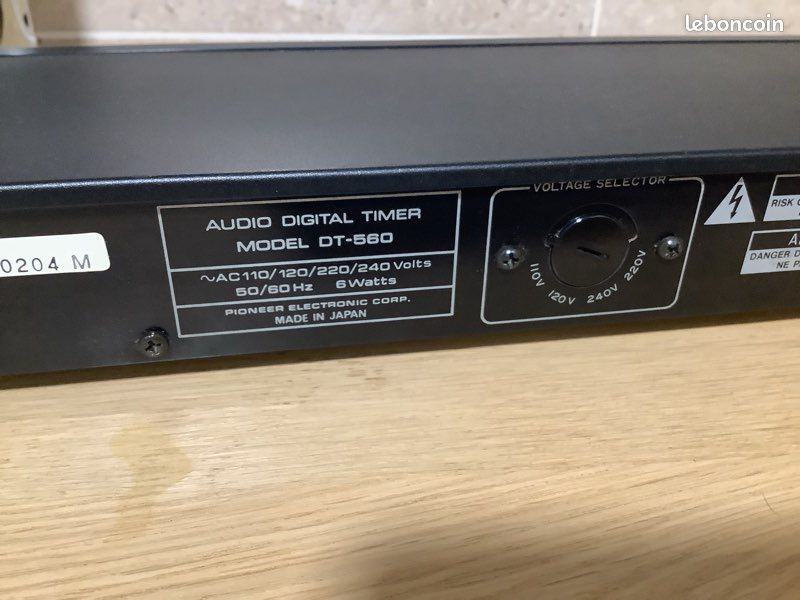 leboncoin
VOLTAGE SELECTOR
AUDIO DIGITAL TIMER
MODEL DT-560
∼AC110/120/220/240 Volts
50/60 Hz 6 Watts
PIONEER ELECTRONIC CORP.
MADE IN JAPAN
0204 M
110V 120V 240V 220V
RISK
DANGER
NE